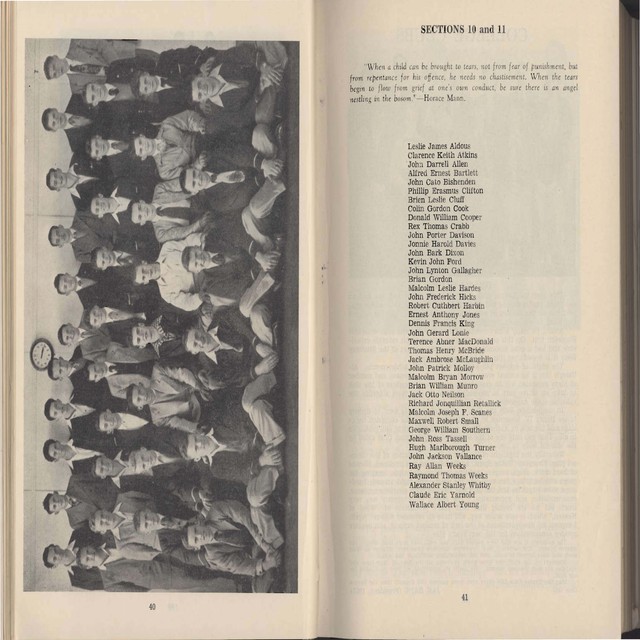 SECTIONS 10 and 11
"When a child can be brought to tears, not from fear of punishment, but
from repentance for his offence, he needs no chastisement. When the tears
begin to flow from grief at one's own conduct, be sure there is an angel
nestling in the bosom."—Horace Mann.
Leslie James Aldous
Clarence Keith Atkins
John Darrell Allen
Alfred Ernest Bartlett
John Cato Bishenden
Phillip Erasmus Clifton
Brien Leslie Cluff
Colin Gordon Cook
Donald William Cooper
Rex Thomas Crabb
John Porter Davison
Jonnie Harold Davies
John Bark Dixon
Kevin John Ford
John Lynton Gallagher
Brian Gordon
Malcolm Leslie Hardes
John Frederick Hicks
Robert Cuthbert Harbin
Ernest Anthony Jones
Dennis Francis King
John Gerard Lonie
Terence Abner MacDonald
Thomas Henry McBride
Jack Ambrose McLaughlin
John Patrick Molloy
Malcolm Bryan Morrow
Brian William Munro
Jack Otto Neilson
Richard Jonquillian Retallick
Malcolm Joseph F. Scanes
Maxwell Robert Small
George William Southern
John Ross Tassell
Hugh Marlborough Turner
John Jackson Vallance
Ray Allan Weeks
Raymond Thomas Weeks
Alexander Stanley Whitby
Claude Eric Yarnold
Wallace Albert Young
40
41